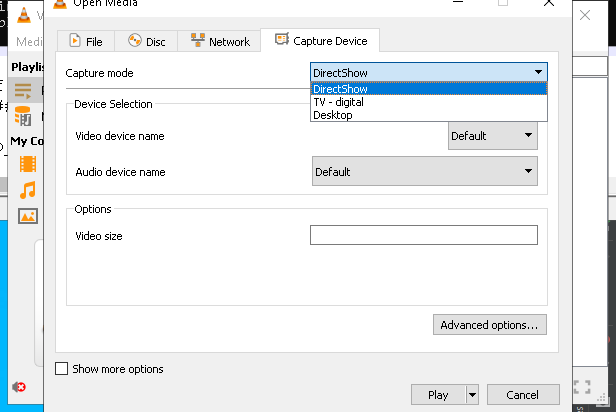 Open Media
V
Medi
File
Disc
Network
Capture Device
Playlis
Capture mode
DirectShow
DirectShow
TV - digital
Desktop
Device Selection
Video device name
Default
My Co
Audio device name
Default
Options
Video size
Advanced options...
Show more options
Play
Cancel